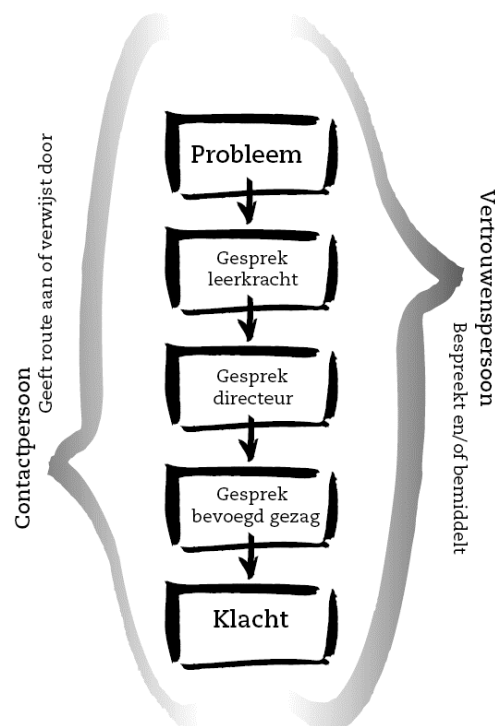 Contactpersoon
Geeft route aan of verwijst door
Probleem
Gesprek
leerkracht
Gesprek
directeur
Gesprek
bevoegd gezag
Klacht
Vertrouwenspersoon
Bespreekt en/of bemiddelt